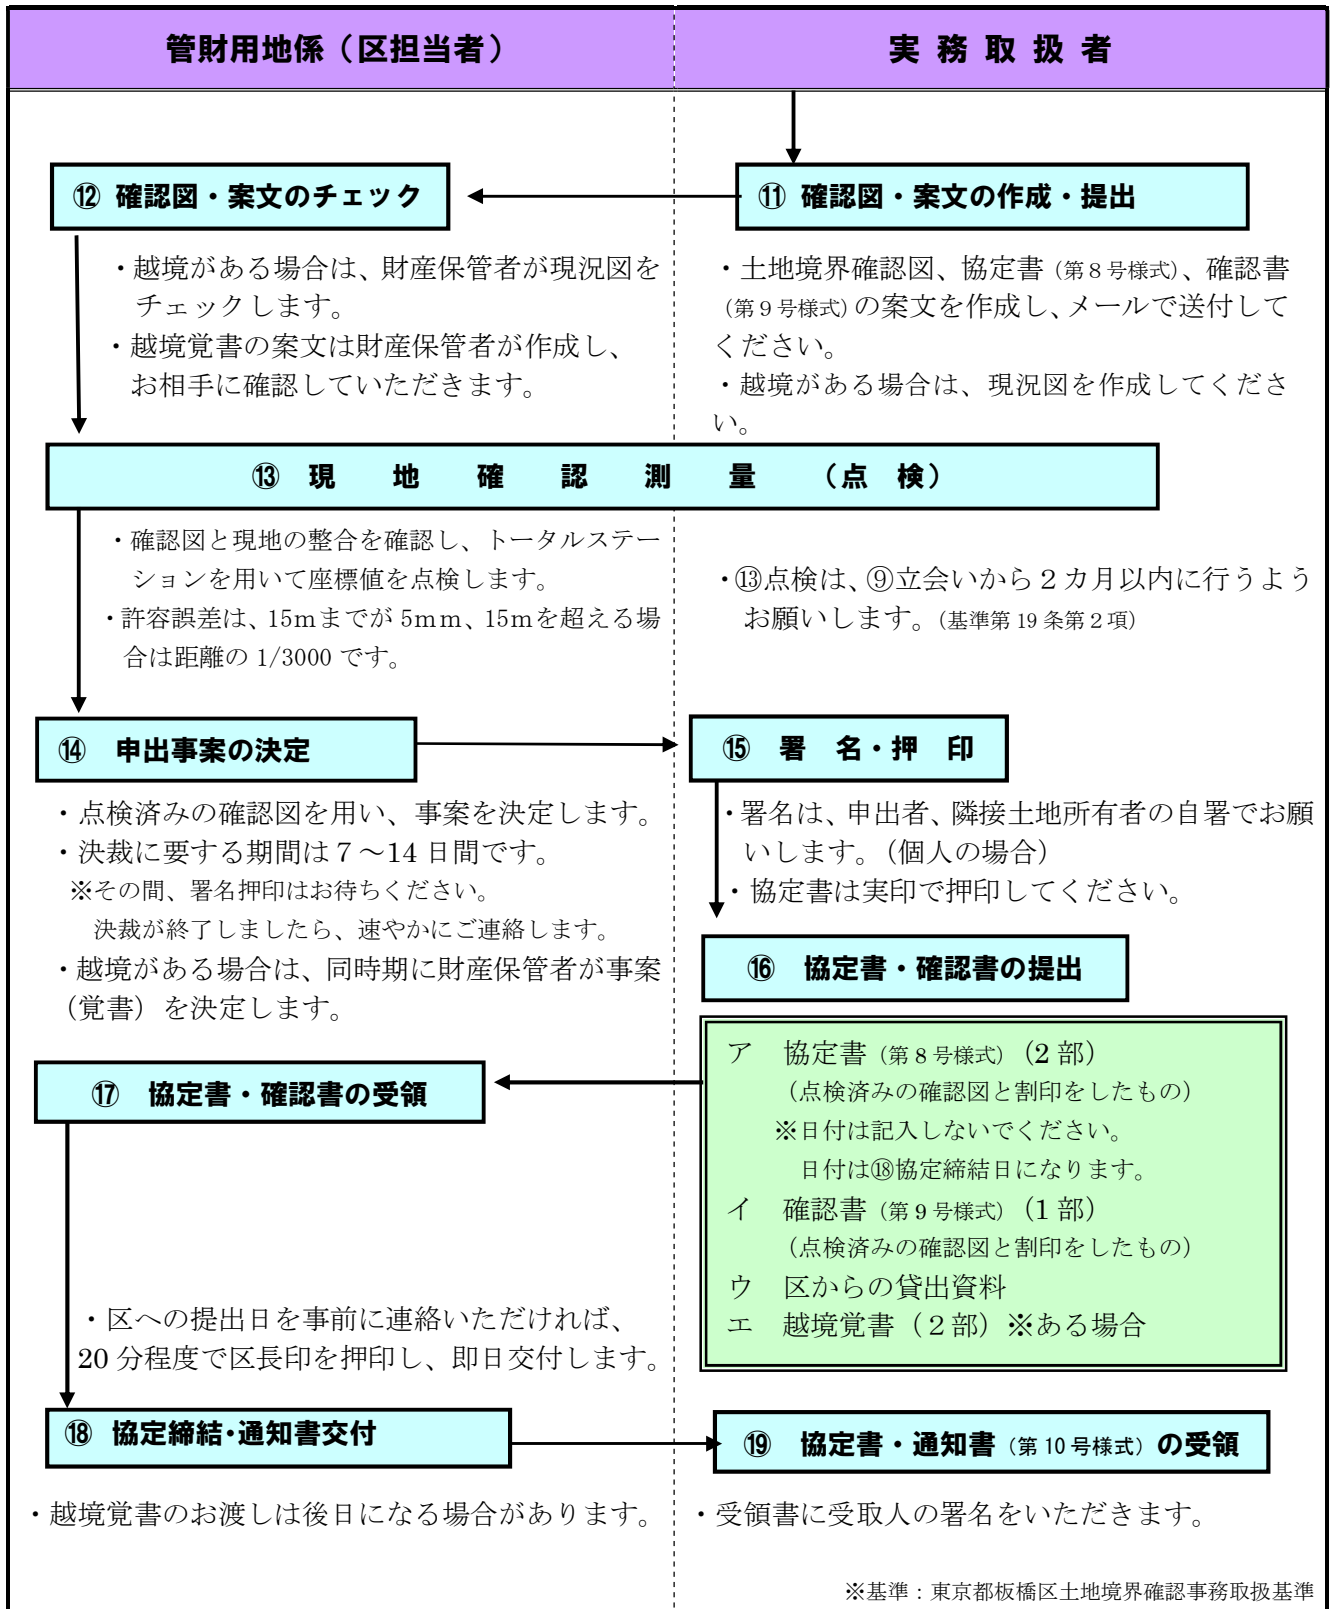 管財用地係（区担当者）
実務取扱者
⑫ 確認図・案文のチェック
⑪ 確認図・案文の作成・提出
・越境がある場合は、財産保管者が現況図を
チェックします。
・越境覚書の案文は財産保管者が作成し、
お相手に確認していただきます。
・土地境界確認図、協定書（第８号様式）、確認書
（第９号様式）の案文を作成し、メールで送付して
ください。
・越境がある場合は、現況図を作成してくださ
い。
⑬ 現 地 確 認 測 量 （点 検）
・確認図と現地の整合を確認し、トータルステー
ションを用いて座標値を点検します。
・許容誤差は、15ｍまでが 5ｍｍ、15ｍを超える場
合は距離の 1/3000 です。
・⑬点検は、⑨立会いから２カ月以内に行うよう
お願いします。（基準第 19 条第２項）
⑭ 申出事案の決定
⑮ 署 名・押 印
・点検済みの確認図を用い、事案を決定します。
・決裁に要する期間は７～14 日間です。
※その間、署名押印はお待ちください。
決裁が終了しましたら、速やかにご連絡します。
・越境がある場合は、同時期に財産保管者が事案
（覚書）を決定します。
・署名は、申出者、隣接土地所有者の自署でお願
いします。（個人の場合）
・協定書は実印で押印してください。
⑯ 協定書・確認書の提出
ア 協定書（第８号様式）（2 部）
（点検済みの確認図と割印をしたもの）
※日付は記入しないでください。
日付は⑱協定締結日になります。
イ 確認書（第９号様式）（1 部）
（点検済みの確認図と割印をしたもの）
ウ 区からの貸出資料
エ 越境覚書（２部）※ある場合
⑰ 協定書・確認書の受領
・区への提出日を事前に連絡いただければ、
20 分程度で区長印を押印し、即日交付します。
⑱ 協定締結・通知書交付
⑲ 協定書・通知書（第 10 号様式）の受領
・越境覚書のお渡しは後日になる場合があります。
・受領書に受取人の署名をいただきます。
※基準：東京都板橋区土地境界確認事務取扱基準